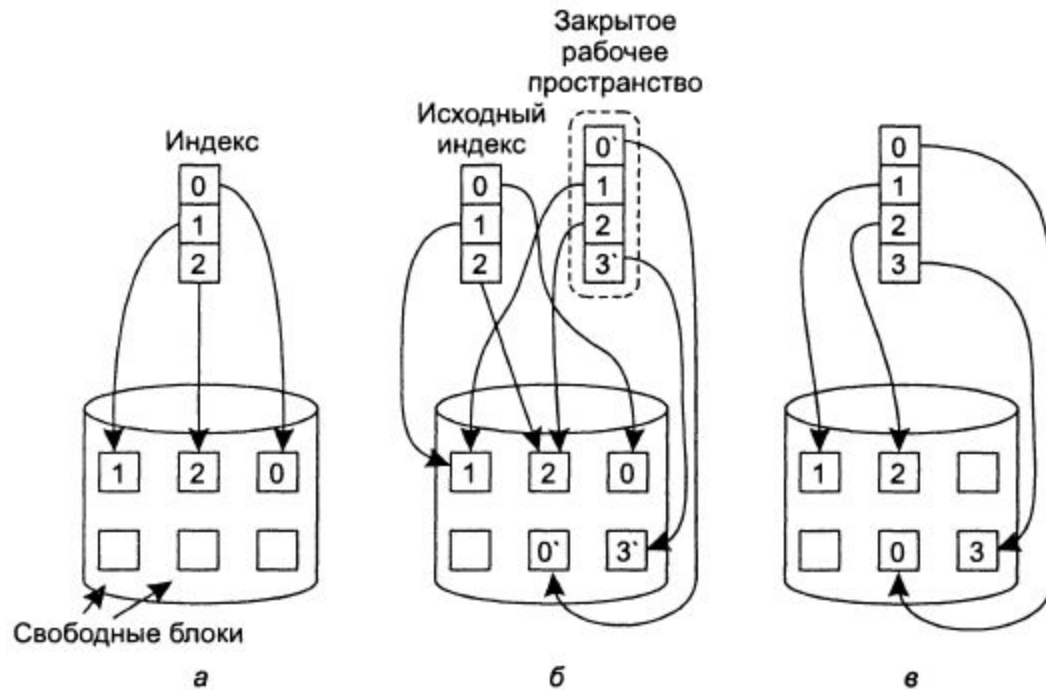 Закрытое
рабочее
пространство
Исходный
индекс
Индекс
0
1
2
0
1
2
0`
1
2
3`
0
1
2
3
1 2 0
1 2 0
0` 3`
1 2
0 3
Свободные блоки
а б в